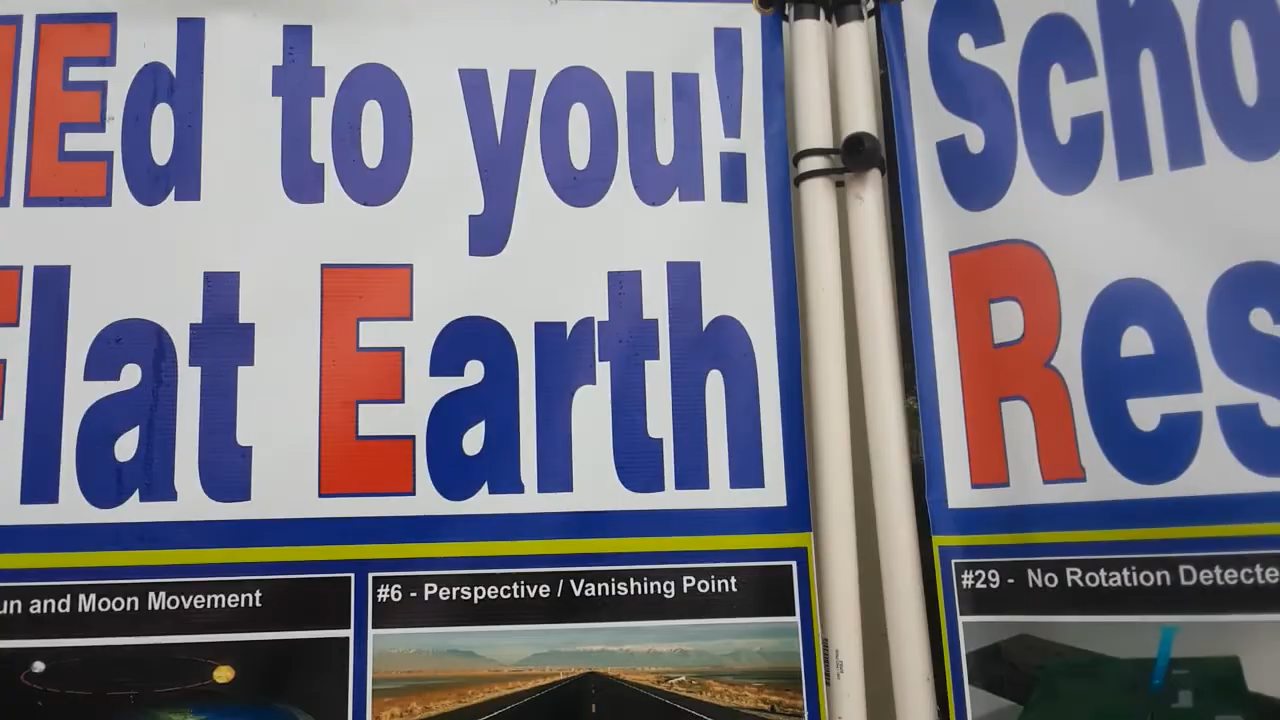 Ed to you!
Flat Earth
un and Moon Movement
#6 - Perspective / Vanishing Point
Scho
Res
#29 - No Rotation Detecte